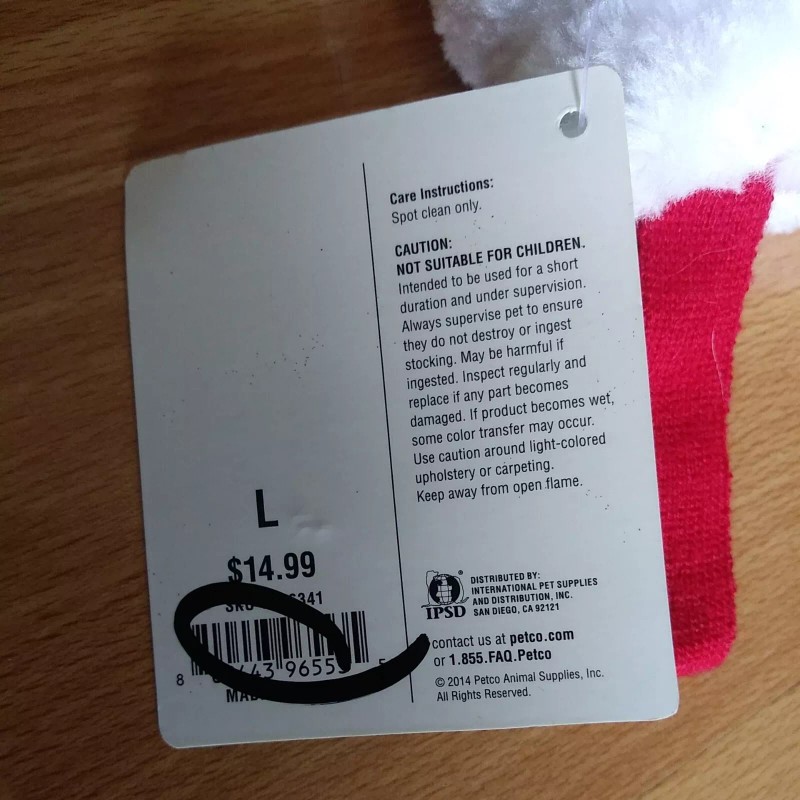 Care Instructions:
Spot clean only.
CAUTION:
NOT SUITABLE FOR CHILDREN.
Intended to be used for a short
duration and under supervision.
Always supervise pet to ensure
they do not destroy or ingest
stocking. May be harmful if
ingested. Inspect regularly and
replace if any part becomes
damaged. If product becomes wet,
some color transfer may occur.
Use caution around light-colored
upholstery or carpeting.
Keep away from open flame.
L
$14.99
IPSD
®
DISTRIBUTED BY:
INTERNATIONAL PET SUPPLIES
AND DISTRIBUTION, INC.
SAN DIEGO, CA 92121
contact us at petco.com
or 1.855.FAQ.Petco
© 2014 Petco Animal Supplies, Inc.
All Rights Reserved.